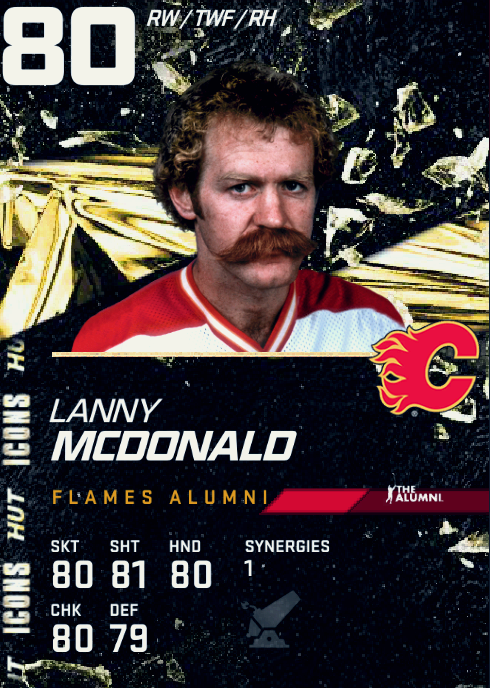 80
RW / TWF / RH
LANNY
MCDONALD
FLAMES ALUMNI
THE
ALUMNI
SKT SHT HND SYNERGIES
80 81 80 1
CHK DEF
80 79
HUT ICONS HUT ICONS
C